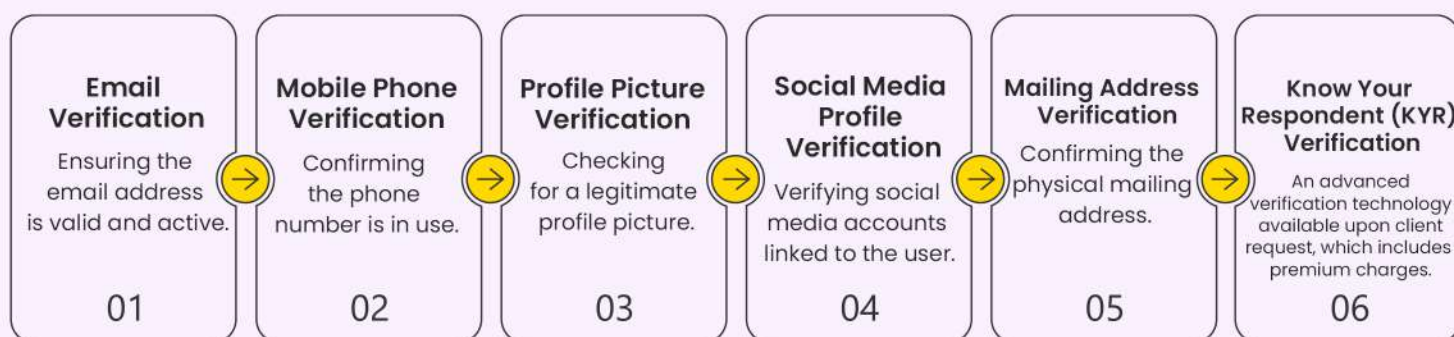 Email
Verification
Ensuring the
email address
is valid and active.
01
Mobile Phone
Verification
Confirming
the phone
number is in use.
02
Profile Picture
Verification
Checking
for a legitimate
profile picture.
03
Social Media
Profile
Verification
Verifying social
media accounts
linked to the user.
04
Mailing Address
Verification
Confirming the
physical mailing
address.
05
Know Your
Respondent (KYR)
Verification
An advanced
verification technology
available upon client
request, which includes
premium charges.
06